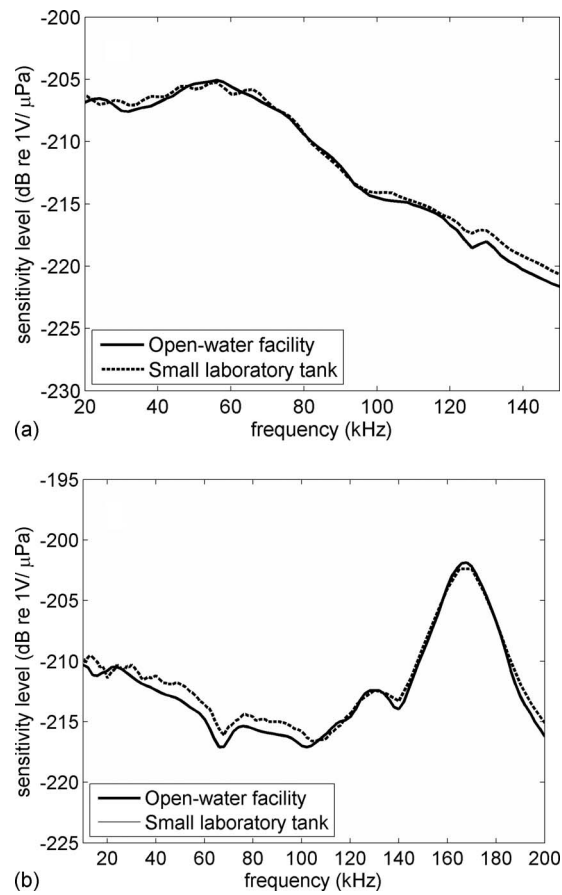 -200
-205
-210
-215
-220
-225
-230
sensitivity level (dB re 1V/ μPa)
Open-water facility
Small laboratory tank
20 40 60 80 100 120 140
(a)
frequency (kHz)
-195
-200
-205
-210
-215
-220
-225
sensitivity level (dB re 1V/ μPa)
Open-water facility
Small laboratory tank
20 40 60 80 100 120 140 160 180 200
(b)
frequency (kHz)